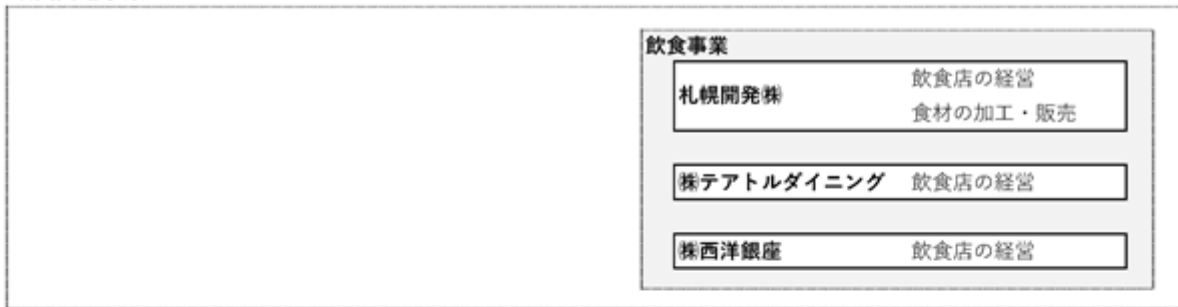 飲食事業
札幌開発㈱
飲食店の経営
食材の加工・販売
㈱テアトルダイニング 飲食店の経営
㈱西洋銀座 飲食店の経営